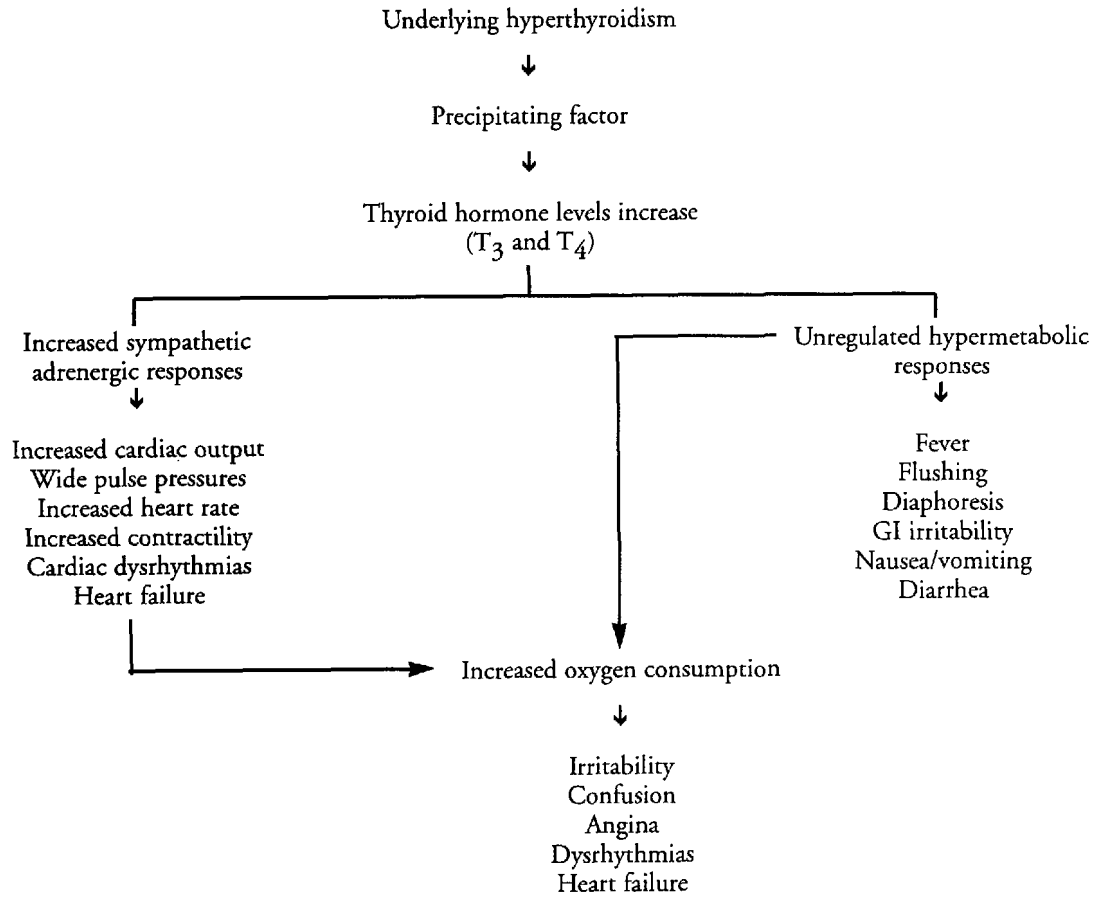 Underlying hyperthyroidism
Precipitating factor
Thyroid hormone levels increase
(T3 and T4)
Increased sympathetic
adrenergic responses
Increased cardiac output
Wide pulse pressures
Increased heart rate
Increased contractility
Cardiac dysrhythmias
Heart failure
Unregulated hypermetabolic
responses
Fever
Flushing
Diaphoresis
GI irritability
Nausea/vomiting
Diarrhea
Increased oxygen consumption
Irritability
Confusion
Angina
Dysrhythmias
Heart failure